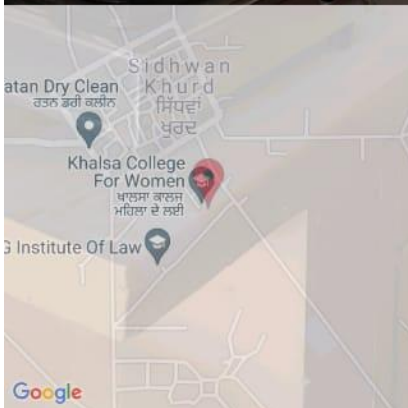 Sidhwan
Khurd
ਸਿੱਧਵਾਂ
ਖੁਰਦ
atan Dry Clean
ਰਤਨ ਡਰੀ ਕਲੀਨ
Khalsa College
For Women
ਖਾਲਸਾ ਕਾਲਜ
ਮਹਿਲਾ ਦੇ ਲਈ
G Institute Of Law
Google